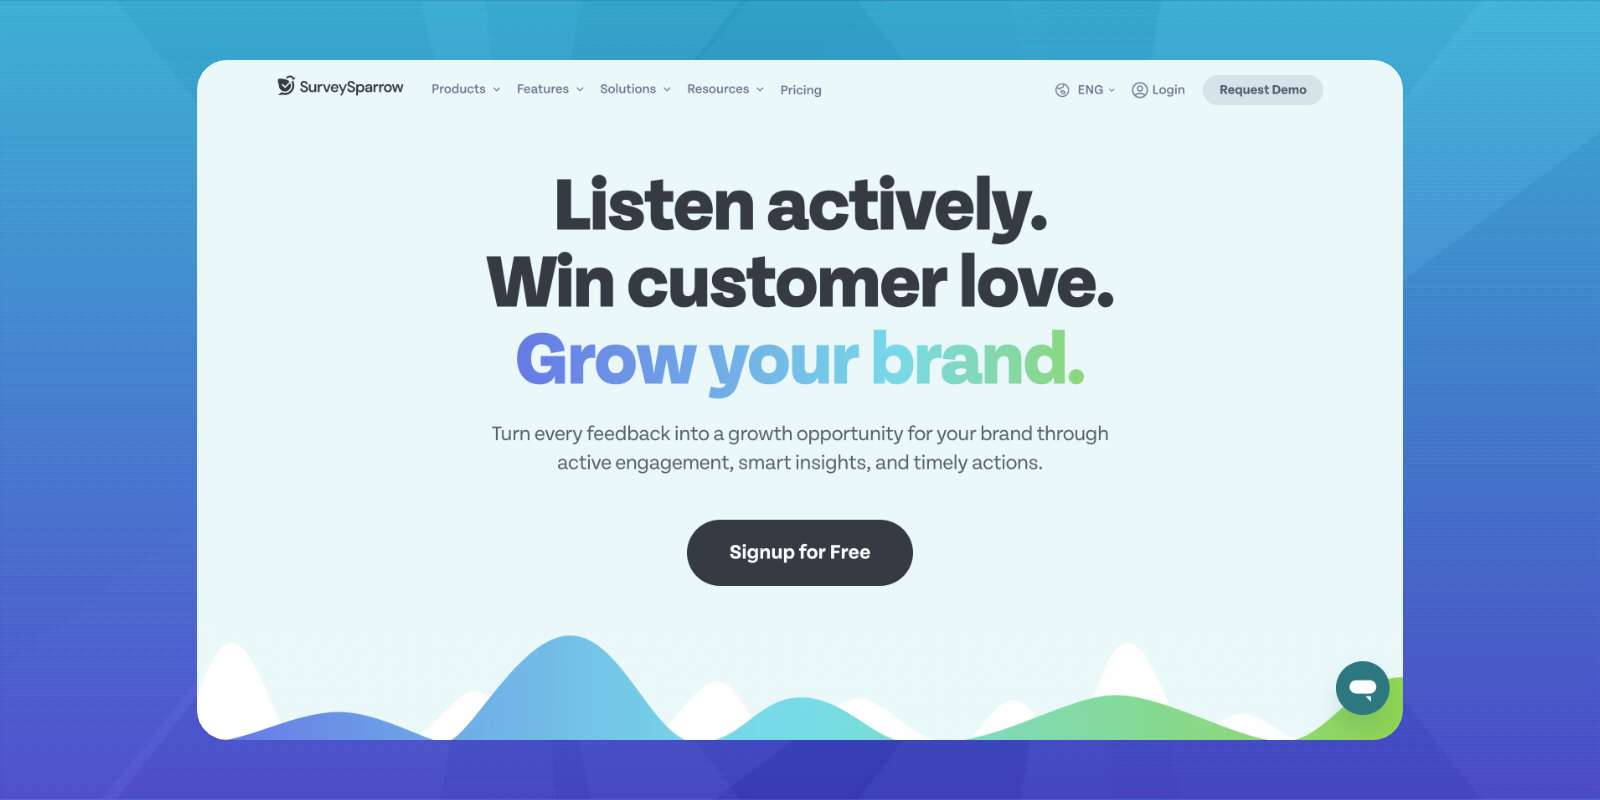 SurveySparrow
Products
Features
Solutions
Resources
Pricing
ENG
Login
Request Demo
Listen actively.
Win customer love.
Grow your brand.
Turn every feedback into a growth opportunity for your brand through
active engagement, smart insights, and timely actions.
Signup for Free